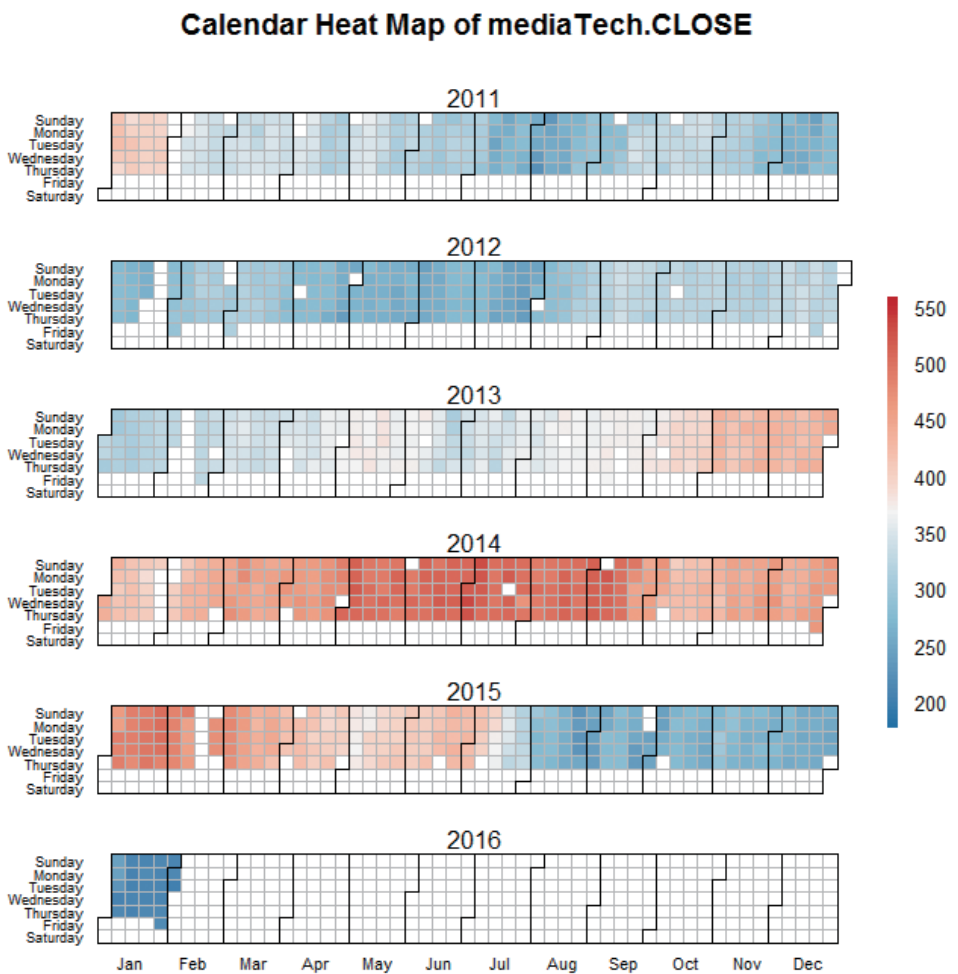 Calendar Heat Map of mediaTech.CLOSE
2011
Sunday
Monday
Tuesday
Wednesday
Thursday
Friday
Saturday
2012
Sunday
Monday
Tuesday
Wednesday
Thursday
Friday
Saturday
2013
Sunday
Monday
Tuesday
Wednesday
Thursday
Friday
Saturday
2014
Sunday
Monday
Tuesday
Wednesday
Thursday
Friday
Saturday
2015
Sunday
Monday
Tuesday
Wednesday
Thursday
Friday
Saturday
2016
Sunday
Monday
Tuesday
Wednesday
Thursday
Friday
Saturday
Jan Feb Mar Apr May Jun Jul Aug Sep Oct Nov Dec
550
500
450
400
350
300
250
200